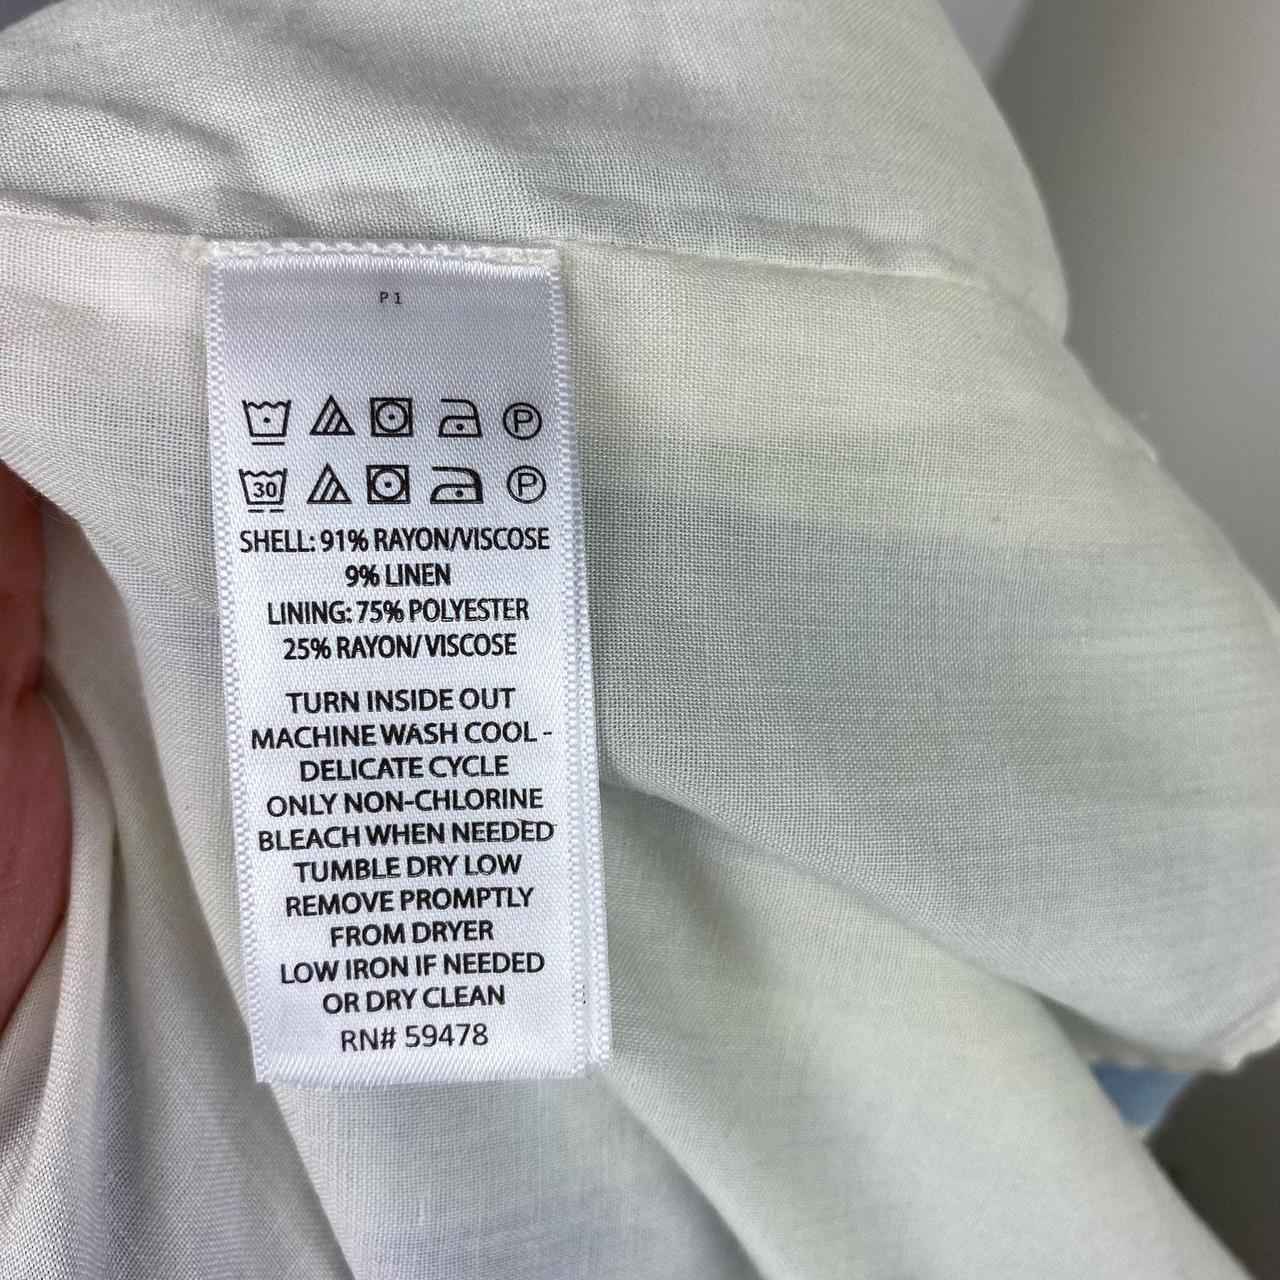 P1
P
30 P
SHELL: 91% RAYON/VISCOSE
9% LINEN
LINING: 75% POLYESTER
25% RAYON/ VISCOSE
TURN INSIDE OUT
MACHINE WASH COOL -
DELICATE CYCLE
ONLY NON-CHLORINE
BLEACH WHEN NEEDED
TUMBLE DRY LOW
REMOVE PROMPTLY
FROM DRYER
LOW IRON IF NEEDED
OR DRY CLEAN
RN# 59478